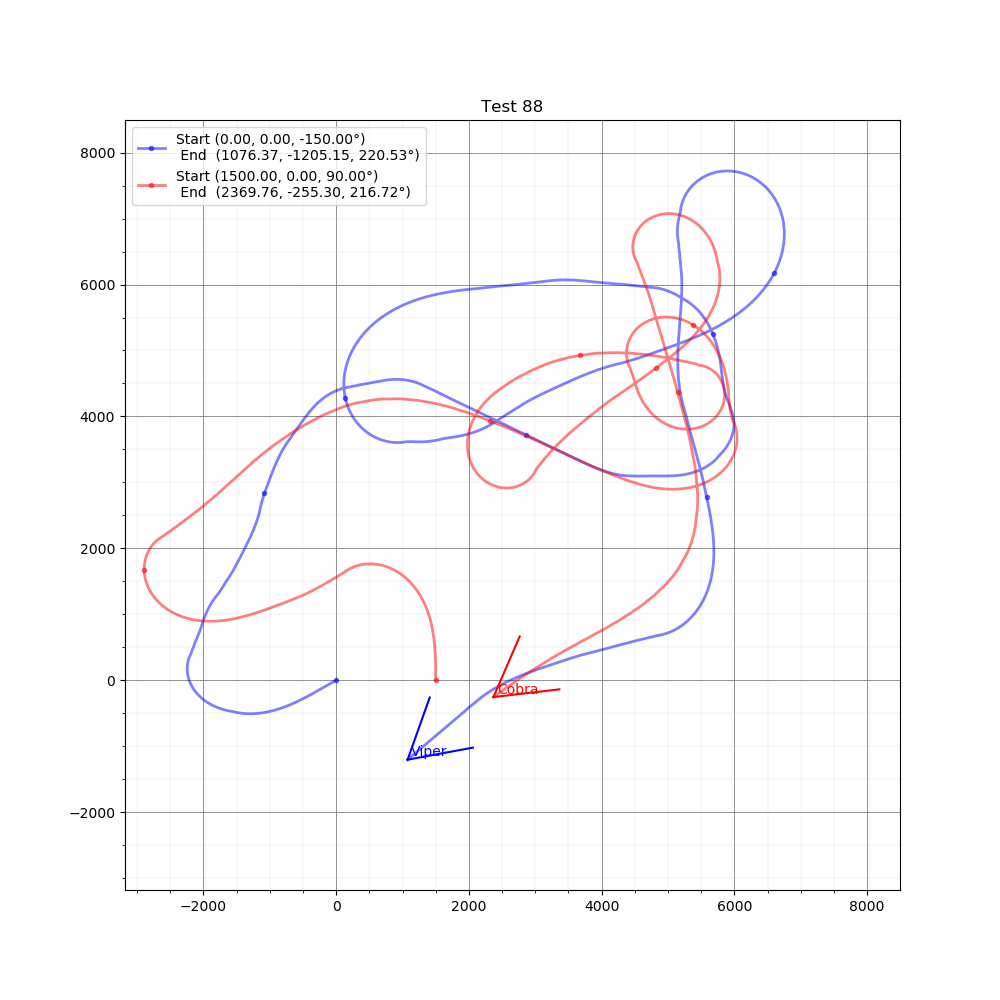 Test 88
Start (0.00, 0.00, -150.00°)
End (1076.37, -1205.15, 220.53°)
Start (1500.00, 0.00, 90.00°)
End (2369.76, -255.30, 216.72°)
8000
6000
4000
2000
0
−2000
Cobra
Viper
−2000 0 2000 4000 6000 8000